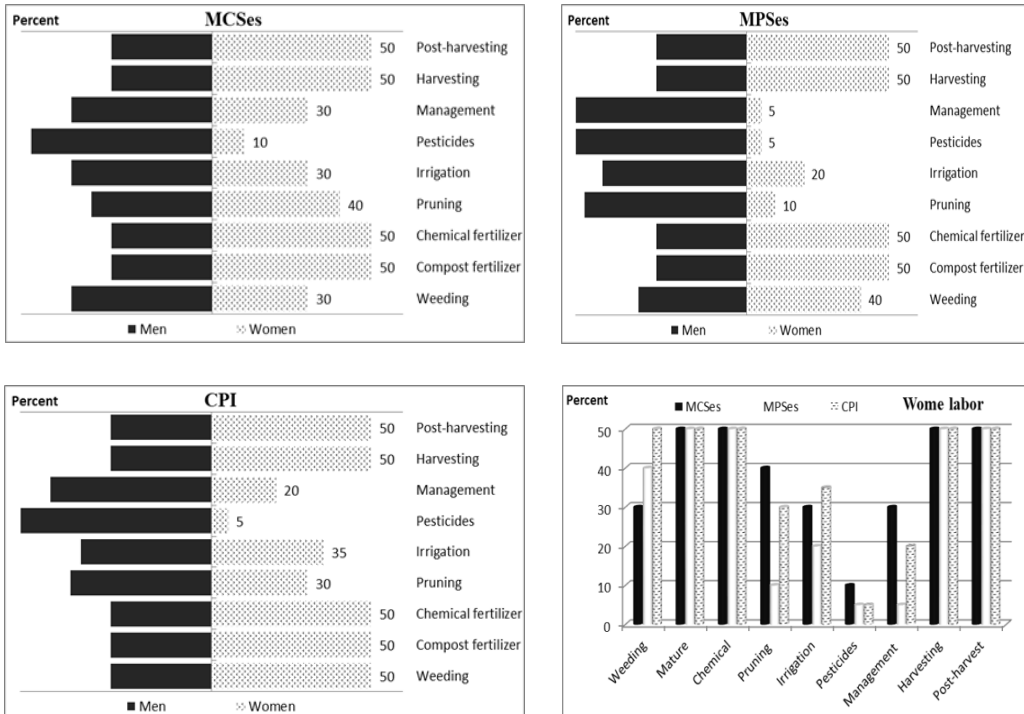 Percent MCSes
50 Post-harvesting
50 Harvesting
30 Management
10 Pesticides
30 Irrigation
40 Pruning
50 Chemical fertilizer
50 Compost fertilizer
30 Weeding
Men Women
Percent MPSes
50 Post-harvesting
50 Harvesting
5 Management
5 Pesticides
20 Irrigation
10 Pruning
50 Chemical fertilizer
50 Compost fertilizer
40 Weeding
Men Women
Percent CPI
50 Post-harvesting
50 Harvesting
20 Management
5 Pesticides
35 Irrigation
30 Pruning
50 Chemical fertilizer
50 Compost fertilizer
50 Weeding
Men Women
Percent MCSes MPSes CPI Wome labor
50
40
30
20
10
0
Weeding Mature Chemical Pruning Irrigation Pesticides Management Harvesting Post-harvest